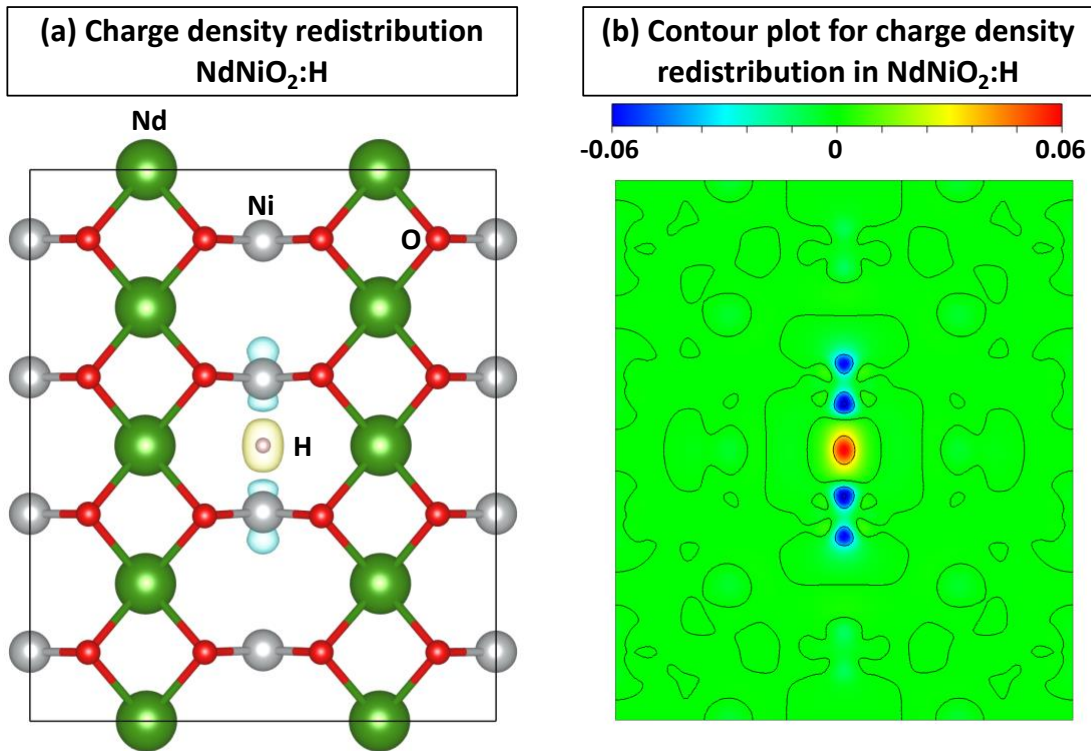 (a) Charge density redistribution
NdNiO₂:H
(b) Contour plot for charge density
redistribution in NdNiO₂:H
-0.06 0 0.06
Nd
Ni
O
H